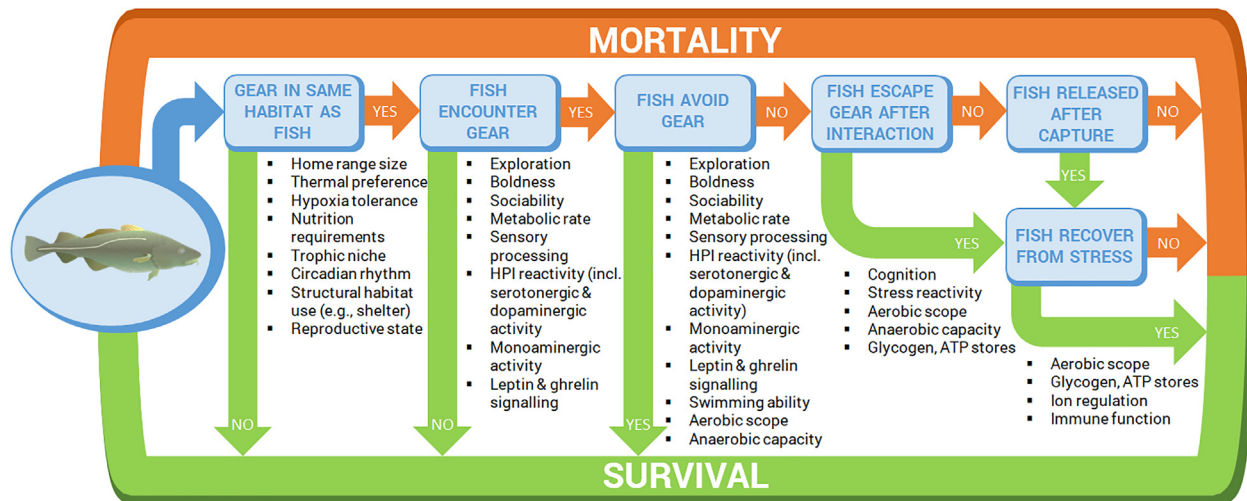 MORTALITY
GEAR IN SAME
HABITAT AS
FISH
YES
FISH
ENCOUNTER
GEAR
YES
FISH AVOID
GEAR
NO
FISH ESCAPE
GEAR AFTER
INTERACTION
NO
FISH RELEASED
AFTER
CAPTURE
NO
▪ Home range size
▪ Thermal preference
▪ Hypoxia tolerance
▪ Nutrition
requirements
▪ Trophic niche
▪ Circadian rhythm
▪ Structural habitat
use (e.g., shelter)
▪ Reproductive state
NO
▪ Exploration
▪ Boldness
▪ Sociability
▪ Metabolic rate
▪ Sensory
processing
▪ HPI reactivity (incl.
serotonergic &
dopaminergic
activity
▪ Monoaminergic
activity
▪ Leptin & ghrelin
signalling
NO
▪ Exploration
▪ Boldness
▪ Sociability
▪ Metabolic rate
▪ Sensory processing
▪ HPI reactivity (incl.
serotonergic &
dopaminergic
activity)
▪ Monoaminergic
activity
▪ Leptin & ghrelin
signalling
▪ Swimming ability
▪ Aerobic scope
▪ Anaerobic capacity
YES
YES
▪ Cognition
▪ Stress reactivity
▪ Aerobic scope
▪ Anaerobic capacity
▪ Glycogen, ATP stores
YES
FISH RECOVER
FROM STRESS
NO
YES
▪ Aerobic scope
▪ Glycogen, ATP stores
▪ Ion regulation
▪ Immune function
SURVIVAL